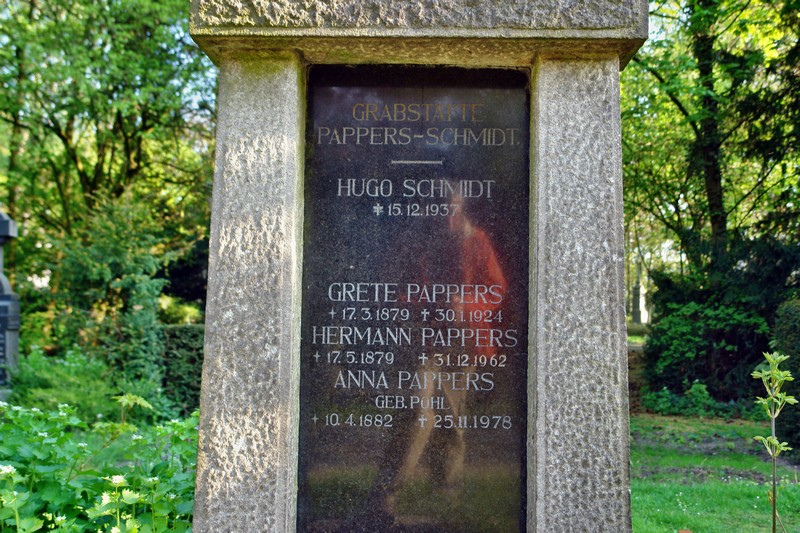 GRABSTÄTTE
PAPPERS-SCHMIDT.
HUGO SCHMIDT
* 15.12.1937
GRETE PAPPERS
+ 17.3.1879 ✝ 30.1.1924
HERMANN PAPPERS
+ 17.5.1879 ✝ 31.12.1962
ANNA PAPPERS
GEB. POHL
+ 10.4.1882 ✝ 25.11.1978